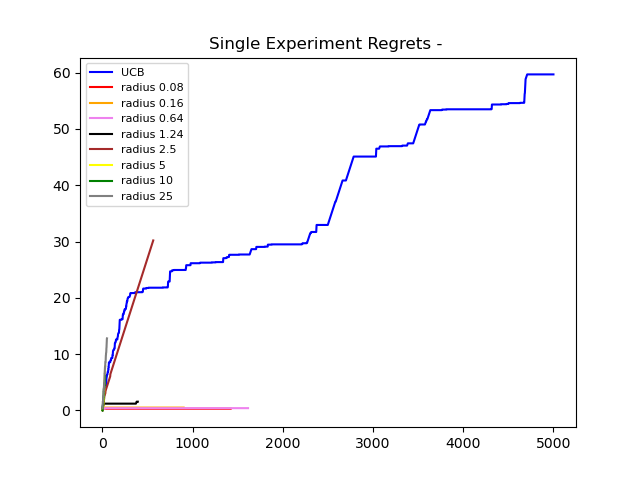 Single Experiment Regrets -
60
50
40
30
20
10
0
UCB
radius 0.08
radius 0.16
radius 0.64
radius 1.24
radius 2.5
radius 5
radius 10
radius 25
0 1000 2000 3000 4000 5000